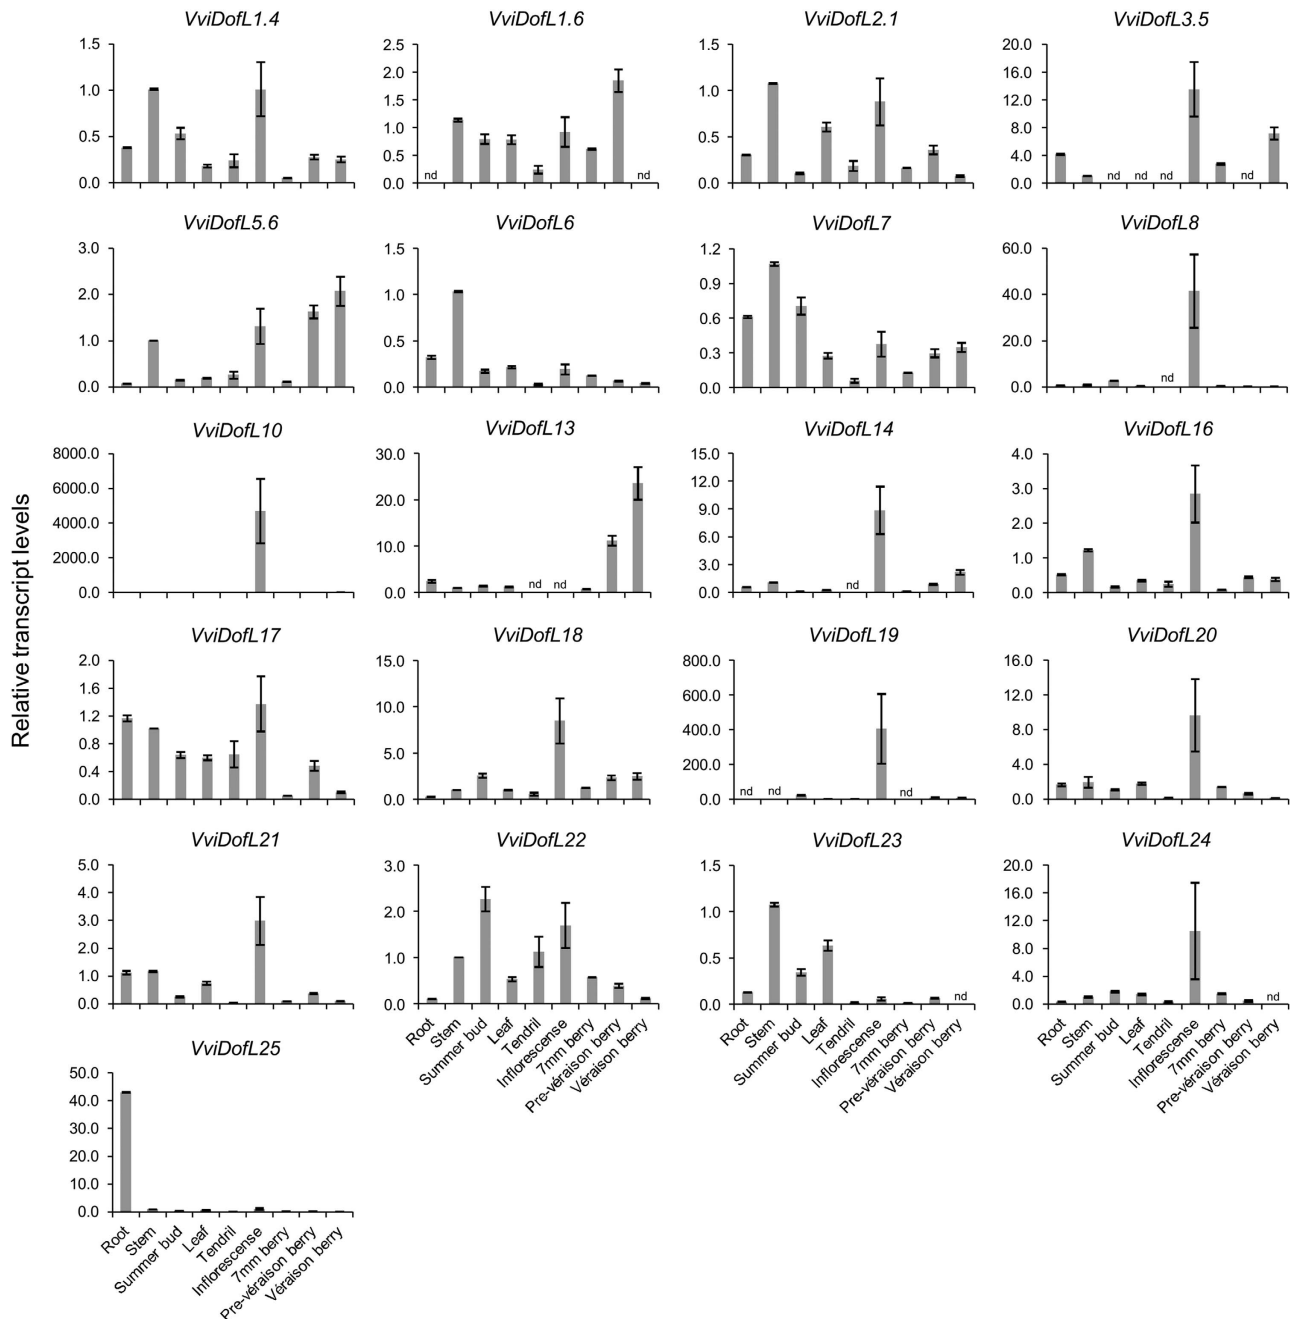 VviDofL1.4 VviDofL1.6 VviDofL2.1 VviDofL3.5
1.5 2.5 1.5 20.0
2.0 16.0
1.0 1.5 1.0 12.0
1.0 8.0
0.5 0.5 0.5 4.0
0.0 0.0 nd nd 0.0 0.0 nd nd nd nd
VviDofL5.6 VviDofL6 VviDofL7 VviDofL8
3.0 1.5 1.2 60.0
2.0 1.0 0.9 40.0
0.6
1.0 0.5 0.3 20.0
0.0 0.0 0.0 0.0 nd
VviDofL10 VviDofL13 VviDofL14 VviDofL16
8000.0 30.0 15.0 4.0
6000.0 20.0 12.0 3.0
4000.0 9.0 2.0
2000.0 10.0 6.0 1.0
3.0
0.0 0.0 nd nd 0.0 nd 0.0
Relative transcript levels
VviDofL17 VviDofL18 VviDofL19 VviDofL20
2.0 15.0 800.0 16.0
1.6 10.0 600.0 12.0
1.2 400.0 8.0
0.8 5.0 200.0 4.0
0.4
0.0 0.0 0.0 nd nd nd 0.0
VviDofL21 VviDofL22 VviDofL23 VviDofL24
5.0 3.0 1.5 20.0
4.0 2.0 1.0 16.0
3.0 12.0
2.0 1.0 0.5 8.0
1.0 4.0
0.0 0.0 0.0 nd 0.0 nd
Root Stem Summer bud Leaf Tendril Inflorescense 7mm berry Pre-véraison berry Véraison berry
Root Stem Summer bud Leaf Tendril Inflorescense 7mm berry Pre-véraison berry Véraison berry
Root Stem Summer bud Leaf Tendril Inflorescense 7mm berry Pre-véraison berry Véraison berry
VviDofL25
50.0
40.0
30.0
20.0
10.0
0.0
Root Stem Summer bud Leaf Tendril Inflorescense 7mm berry Pre-véraison berry Véraison berry